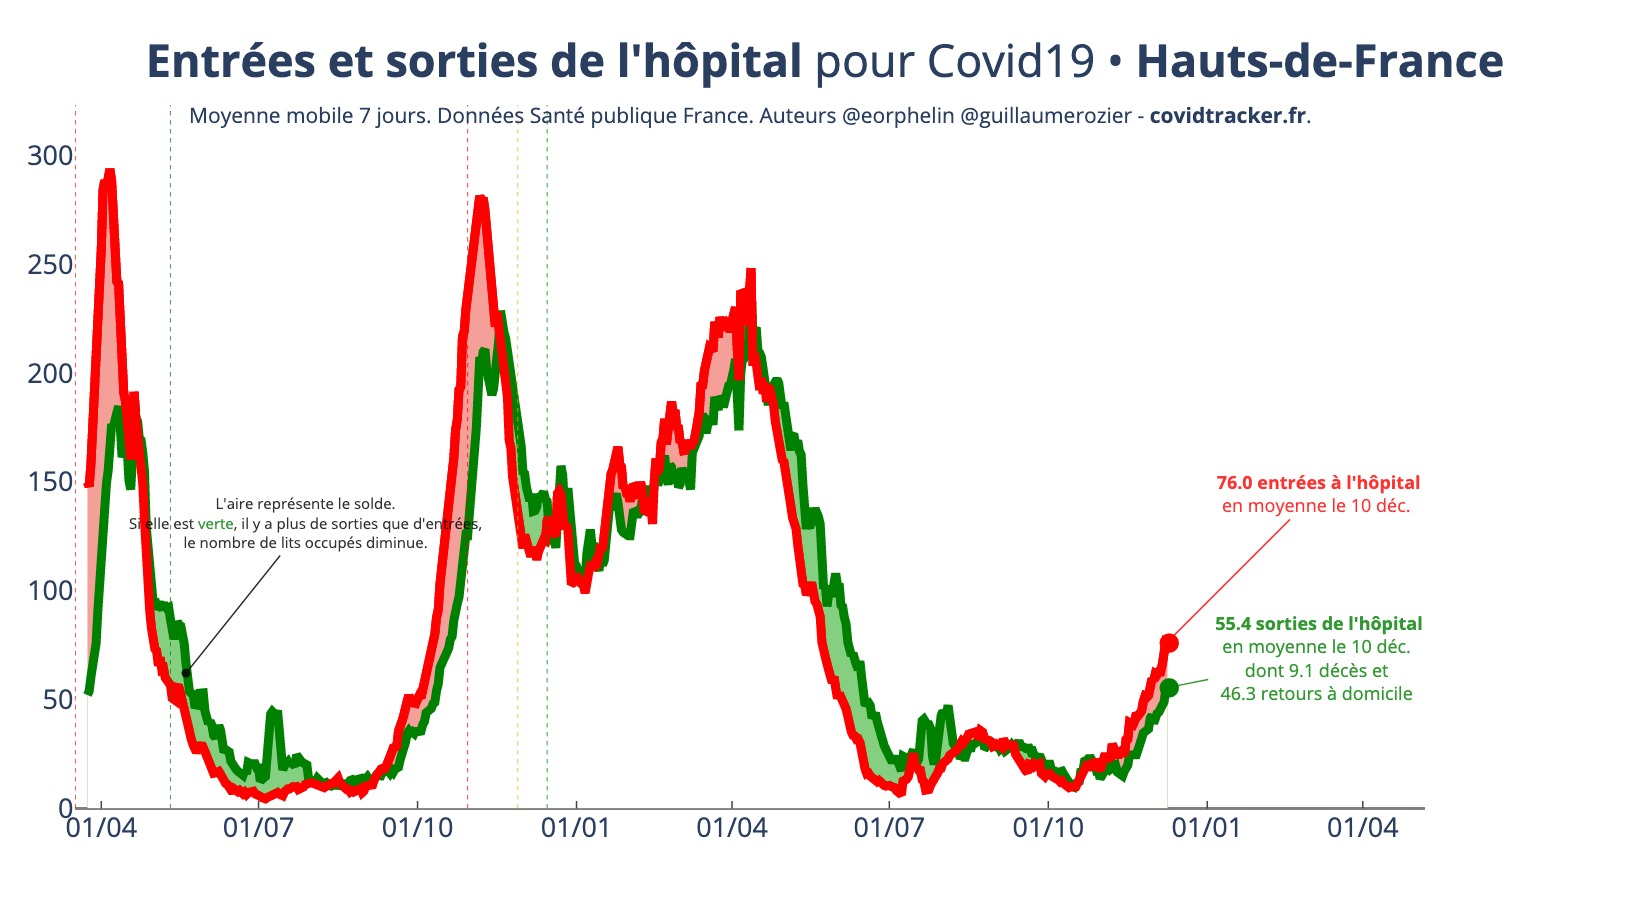 Entrées et sorties de l'hôpital pour Covid19 • Hauts-de-France
Moyenne mobile 7 jours. Données Santé publique France. Auteurs @eorphelin @guillaumerozier - covidtracker.fr.
300
250
200
150
100
50
0
L'aire représente le solde.
Si elle est verte, il y a plus de sorties que d'entrées,
le nombre de lits occupés diminue.
76.0 entrées à l'hôpital
en moyenne le 10 déc.
55.4 sorties de l'hôpital
en moyenne le 10 déc.
dont 9.1 décès et
46.3 retours à domicile
01/04 01/07 01/10 01/01 01/04 01/07 01/10 01/01 01/04